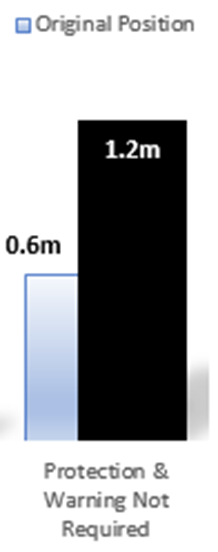 Original Position
1.2m
0.6m
Protection &
Warning Not
Required